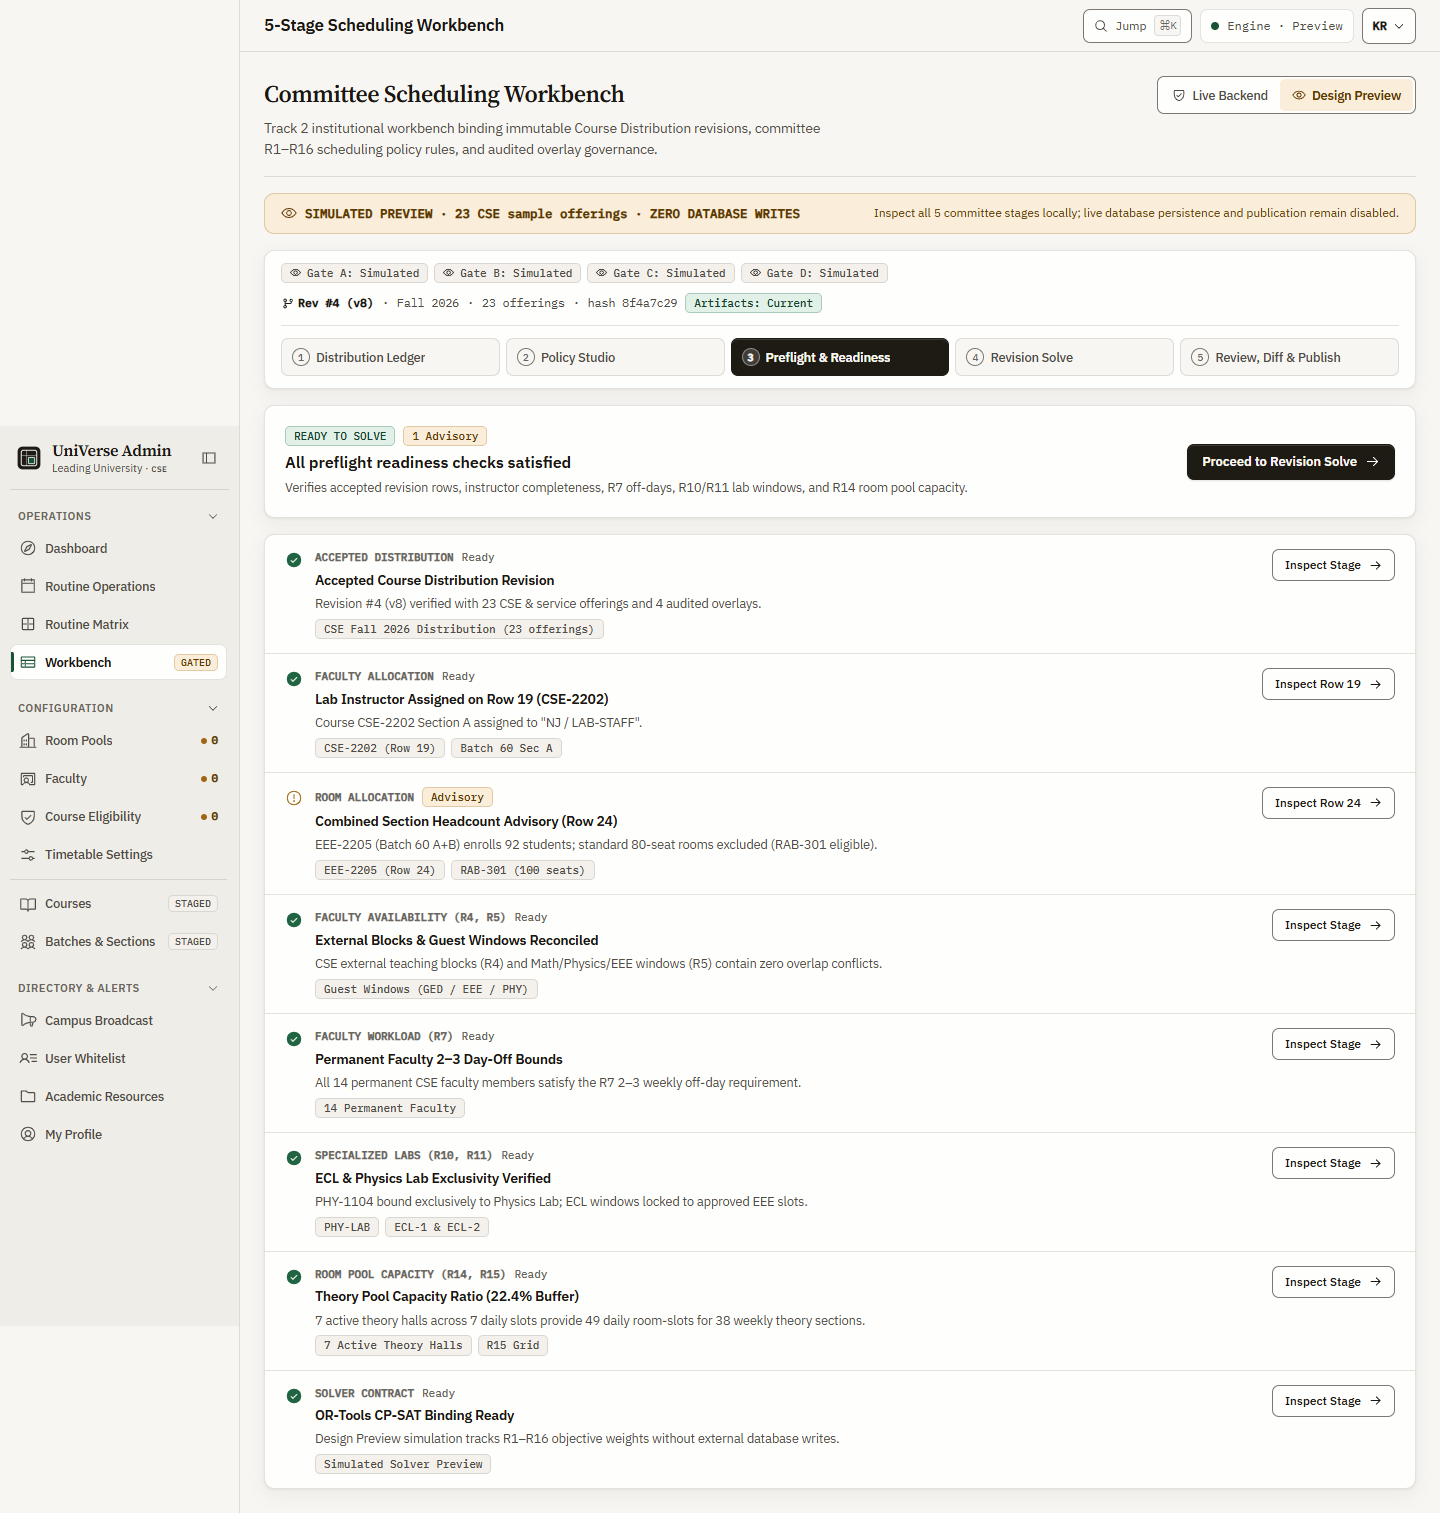 5-Stage Scheduling Workbench
Jump ⌘K
Engine · Preview
KR
Committee Scheduling Workbench
Track 2 institutional workbench binding immutable Course Distribution revisions, committee
R1–R16 scheduling policy rules, and audited overlay governance.
Live Backend
Design Preview
SIMULATED PREVIEW · 23 CSE sample offerings · ZERO DATABASE WRITES
Inspect all 5 committee stages locally; live database persistence and publication remain disabled.
Gate A: Simulated
Gate B: Simulated
Gate C: Simulated
Gate D: Simulated
Rev #4 (v8) · Fall 2026 · 23 offerings · hash 8f4a7c29 Artifacts: Current
1 Distribution Ledger
2 Policy Studio
3 Preflight & Readiness
4 Revision Solve
5 Review, Diff & Publish
READY TO SOLVE
1 Advisory
All preflight readiness checks satisfied
Verifies accepted revision rows, instructor completeness, R7 off-days, R10/R11 lab windows, and R14 room pool capacity.
Proceed to Revision Solve →
UniVerse Admin
Leading University · CSE
OPERATIONS
Dashboard
Routine Operations
Routine Matrix
Workbench GATED
CONFIGURATION
Room Pools 0
Faculty 0
Course Eligibility 0
Timetable Settings
Courses STAGED
Batches & Sections STAGED
DIRECTORY & ALERTS
Campus Broadcast
User Whitelist
Academic Resources
My Profile
ACCEPTED DISTRIBUTION Ready
Accepted Course Distribution Revision
Revision #4 (v8) verified with 23 CSE & service offerings and 4 audited overlays.
CSE Fall 2026 Distribution (23 offerings)
Inspect Stage →
FACULTY ALLOCATION Ready
Lab Instructor Assigned on Row 19 (CSE-2202)
Course CSE-2202 Section A assigned to "NJ / LAB-STAFF".
CSE-2202 (Row 19)
Batch 60 Sec A
Inspect Row 19 →
ROOM ALLOCATION Advisory
Combined Section Headcount Advisory (Row 24)
EEE-2205 (Batch 60 A+B) enrolls 92 students; standard 80-seat rooms excluded (RAB-301 eligible).
EEE-2205 (Row 24)
RAB-301 (100 seats)
Inspect Row 24 →
FACULTY AVAILABILITY (R4, R5) Ready
External Blocks & Guest Windows Reconciled
CSE external teaching blocks (R4) and Math/Physics/EEE windows (R5) contain zero overlap conflicts.
Guest Windows (GED / EEE / PHY)
Inspect Stage →
FACULTY WORKLOAD (R7) Ready
Permanent Faculty 2–3 Day-Off Bounds
All 14 permanent CSE faculty members satisfy the R7 2–3 weekly off-day requirement.
14 Permanent Faculty
Inspect Stage →
SPECIALIZED LABS (R10, R11) Ready
ECL & Physics Lab Exclusivity Verified
PHY-1104 bound exclusively to Physics Lab; ECL windows locked to approved EEE slots.
PHY-LAB
ECL-1 & ECL-2
Inspect Stage →
ROOM POOL CAPACITY (R14, R15) Ready
Theory Pool Capacity Ratio (22.4% Buffer)
7 active theory halls across 7 daily slots provide 49 daily room-slots for 38 weekly theory sections.
7 Active Theory Halls
R15 Grid
Inspect Stage →
SOLVER CONTRACT Ready
OR-Tools CP-SAT Binding Ready
Design Preview simulation tracks R1–R16 objective weights without external database writes.
Simulated Solver Preview
Inspect Stage →